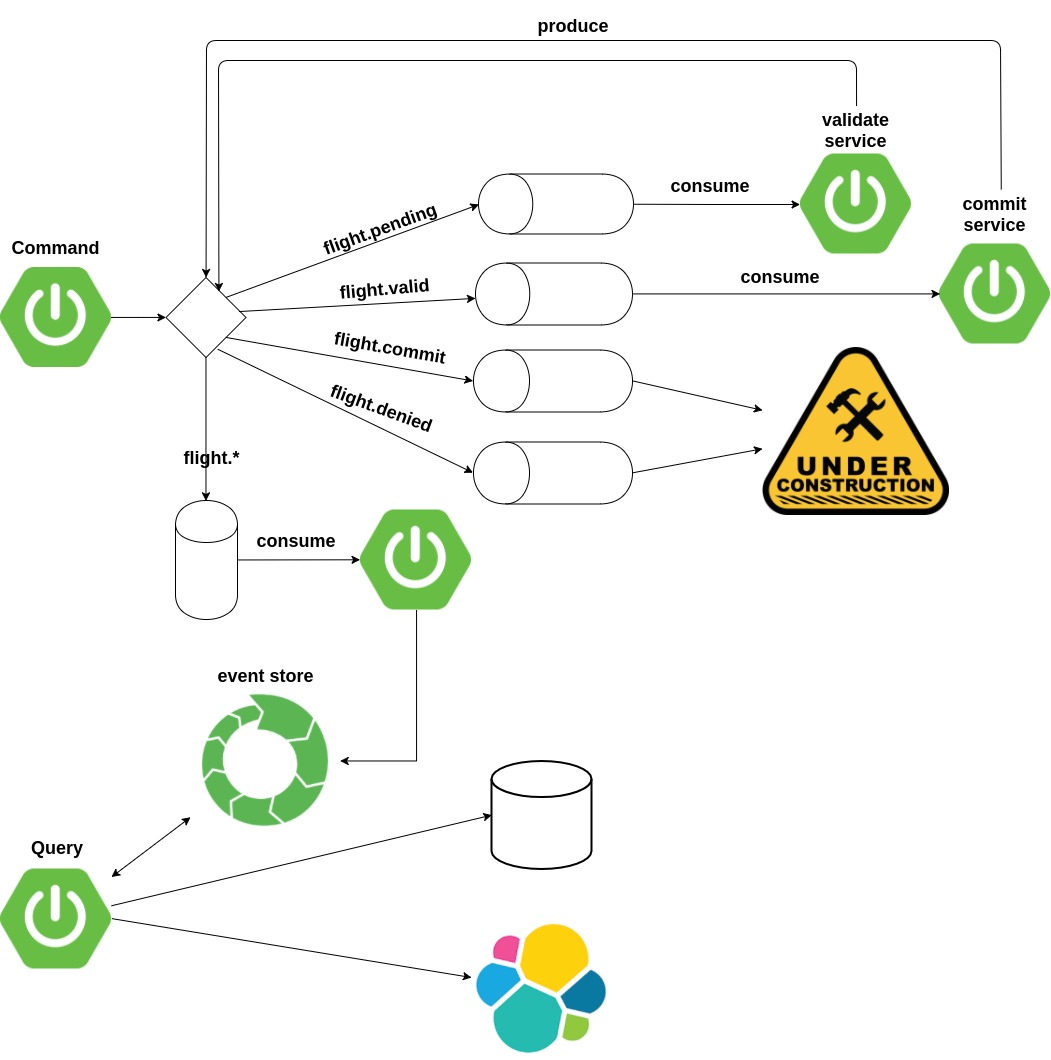 produce
validate
service
consume
commit
service
flight.pending
Command
flight.valid
consume
flight.commit
flight.denied
UNDER
CONSTRUCTION
flight.*
consume
event store
Query